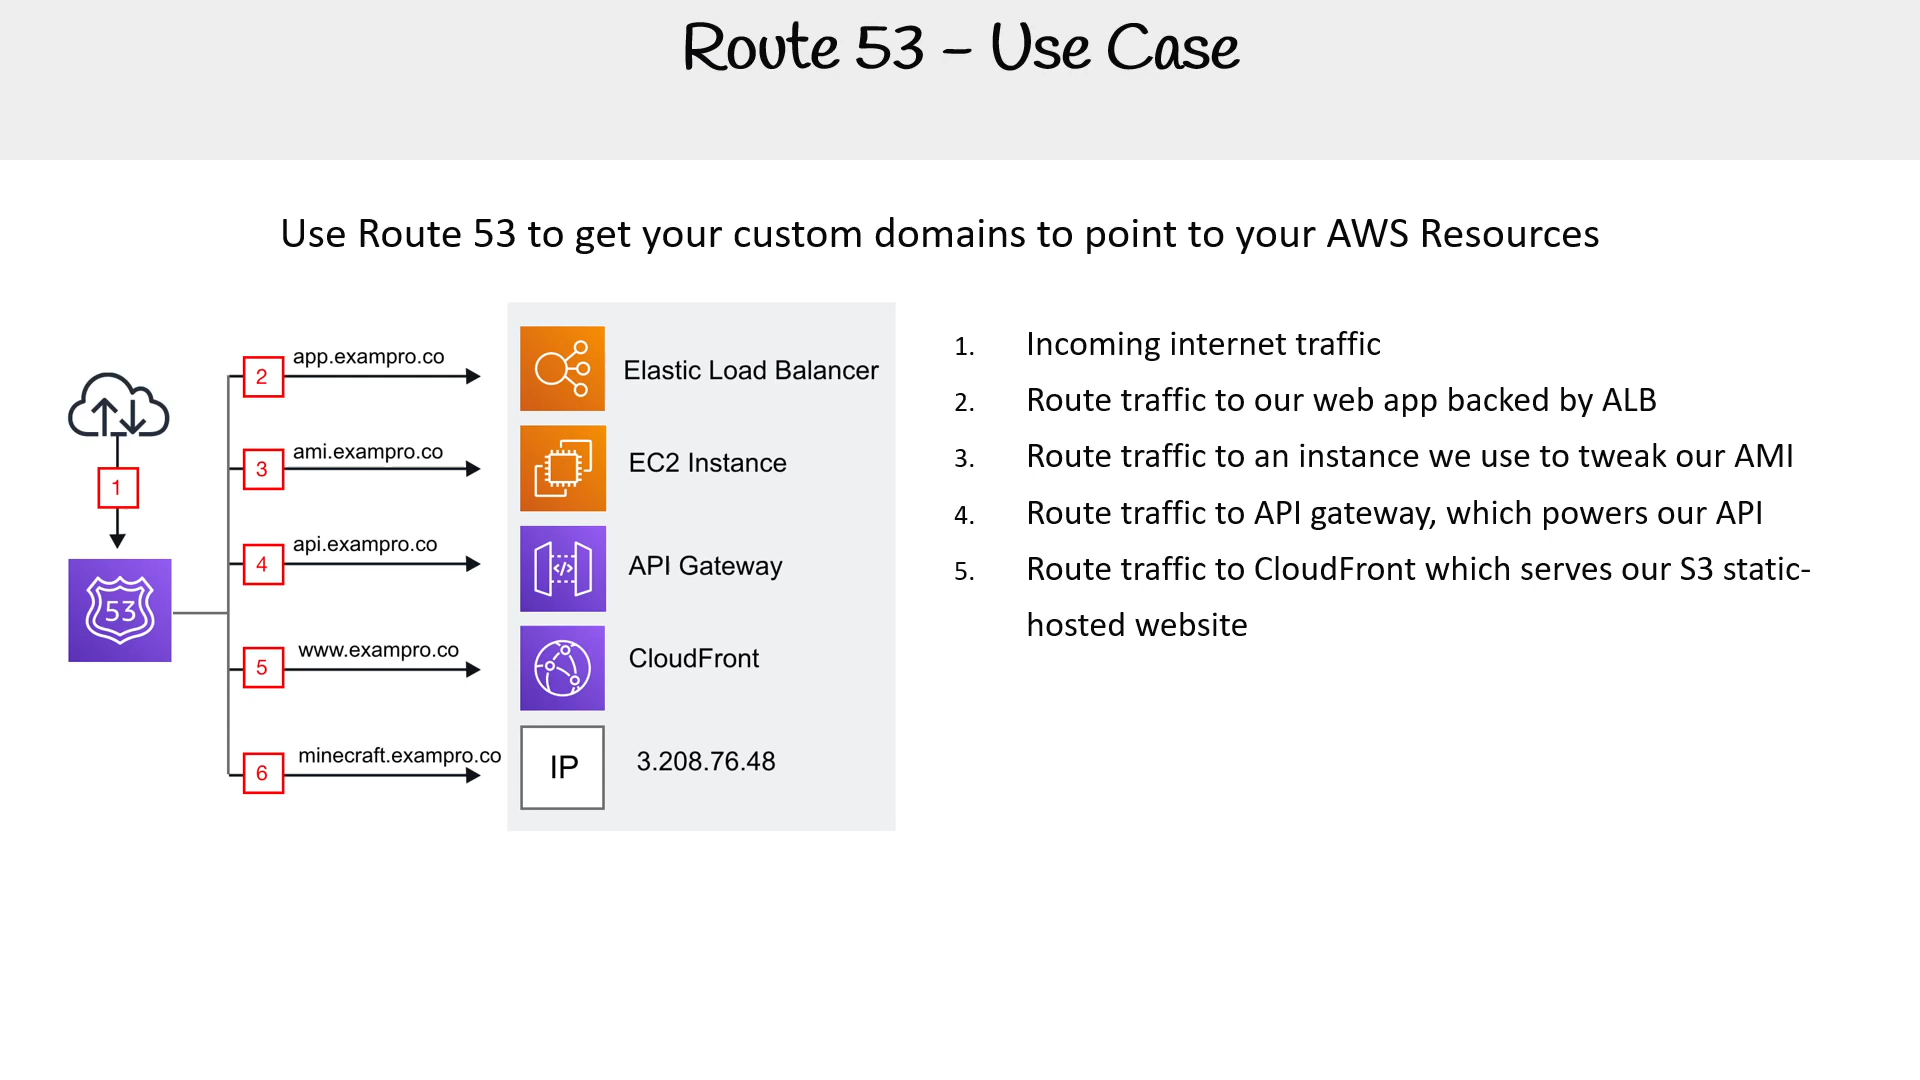 Route 53 – Use Case
Use Route 53 to get your custom domains to point to your AWS Resources
1
53
2
app.exampro.co
Elastic Load Balancer
3
ami.exampro.co
EC2 Instance
4
api.exampro.co
</>
API Gateway
5
www.exampro.co
CloudFront
6
minecraft.exampro.co
IP
3.208.76.48
1. Incoming internet traffic
2. Route traffic to our web app backed by ALB
3. Route traffic to an instance we use to tweak our AMI
4. Route traffic to API gateway, which powers our API
5. Route traffic to CloudFront which serves our S3 static-
hosted website